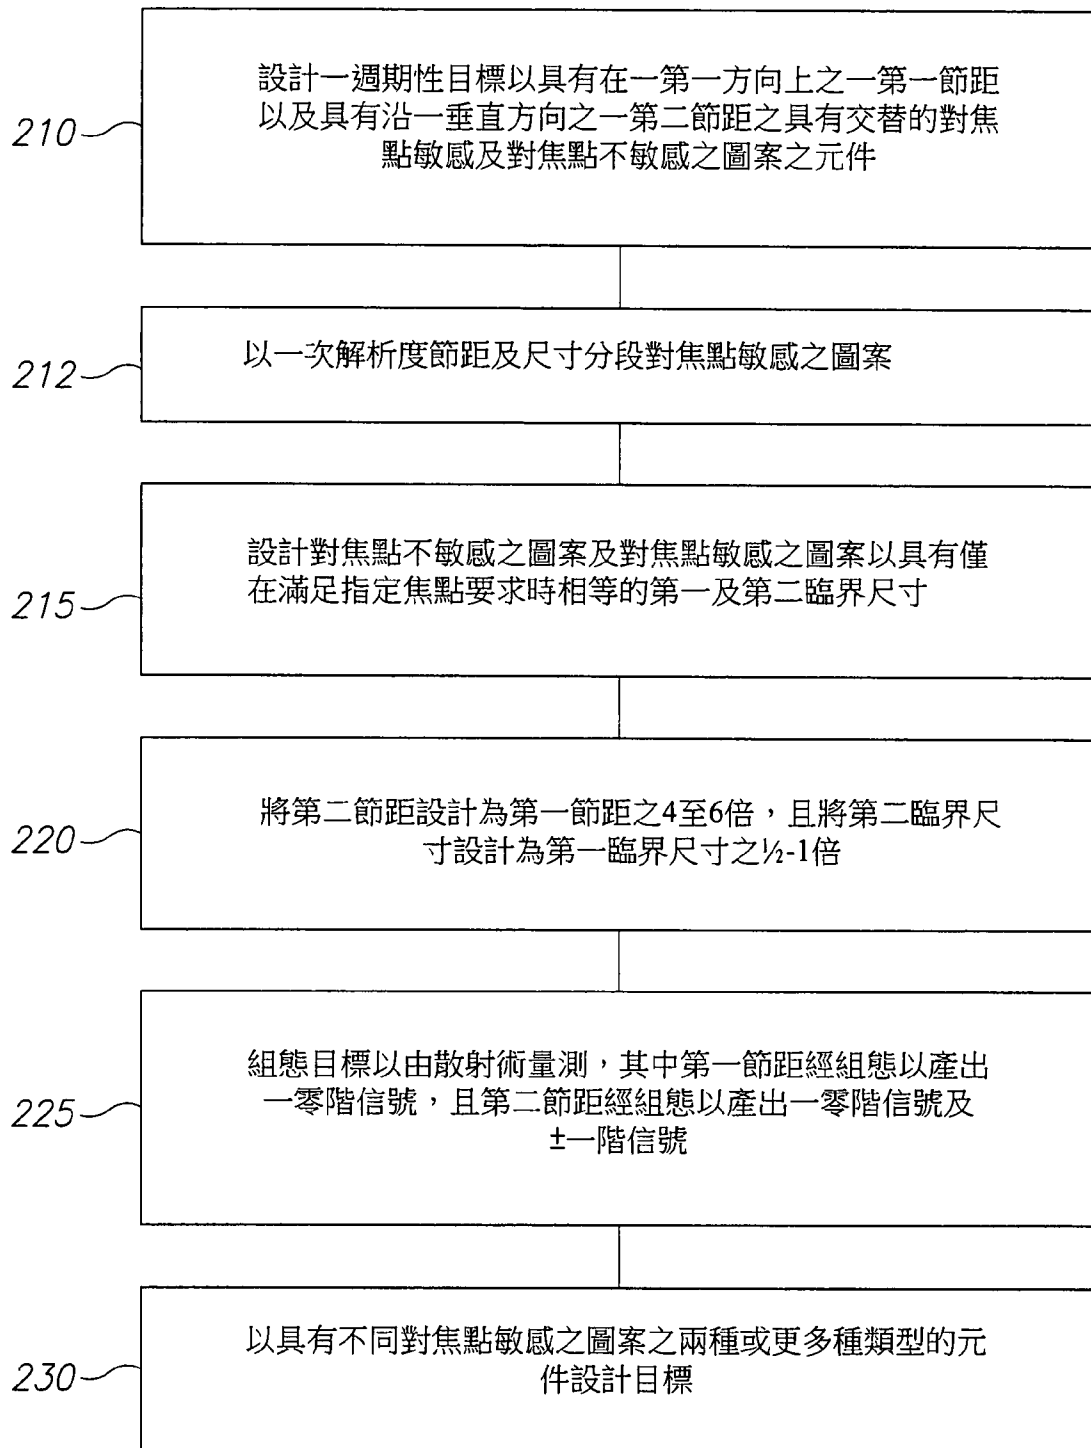 設計一週期性目標以具有在一第一方向上之一第一節距
以及具有沿一垂直方向之一第二節距之具有交替的對焦
點敏感及對焦點不敏感之圖案之元件
210
以一次解析度節距及尺寸分段對焦點敏感之圖案
212
設計對焦點不敏感之圖案及對焦點敏感之圖案以具有僅
在滿足指定焦點要求時相等的第一及第二臨界尺寸
215
將第二節距設計為第一節距之4至6倍，且將第二臨界尺
寸設計為第一臨界尺寸之½-1倍
220
組態目標以由散射術量測，其中第一節距經組態以產出
一零階信號，且第二節距經組態以產出一零階信號及
±一階信號
225
以具有不同對焦點敏感之圖案之兩種或更多種類型的元
件設計目標
230